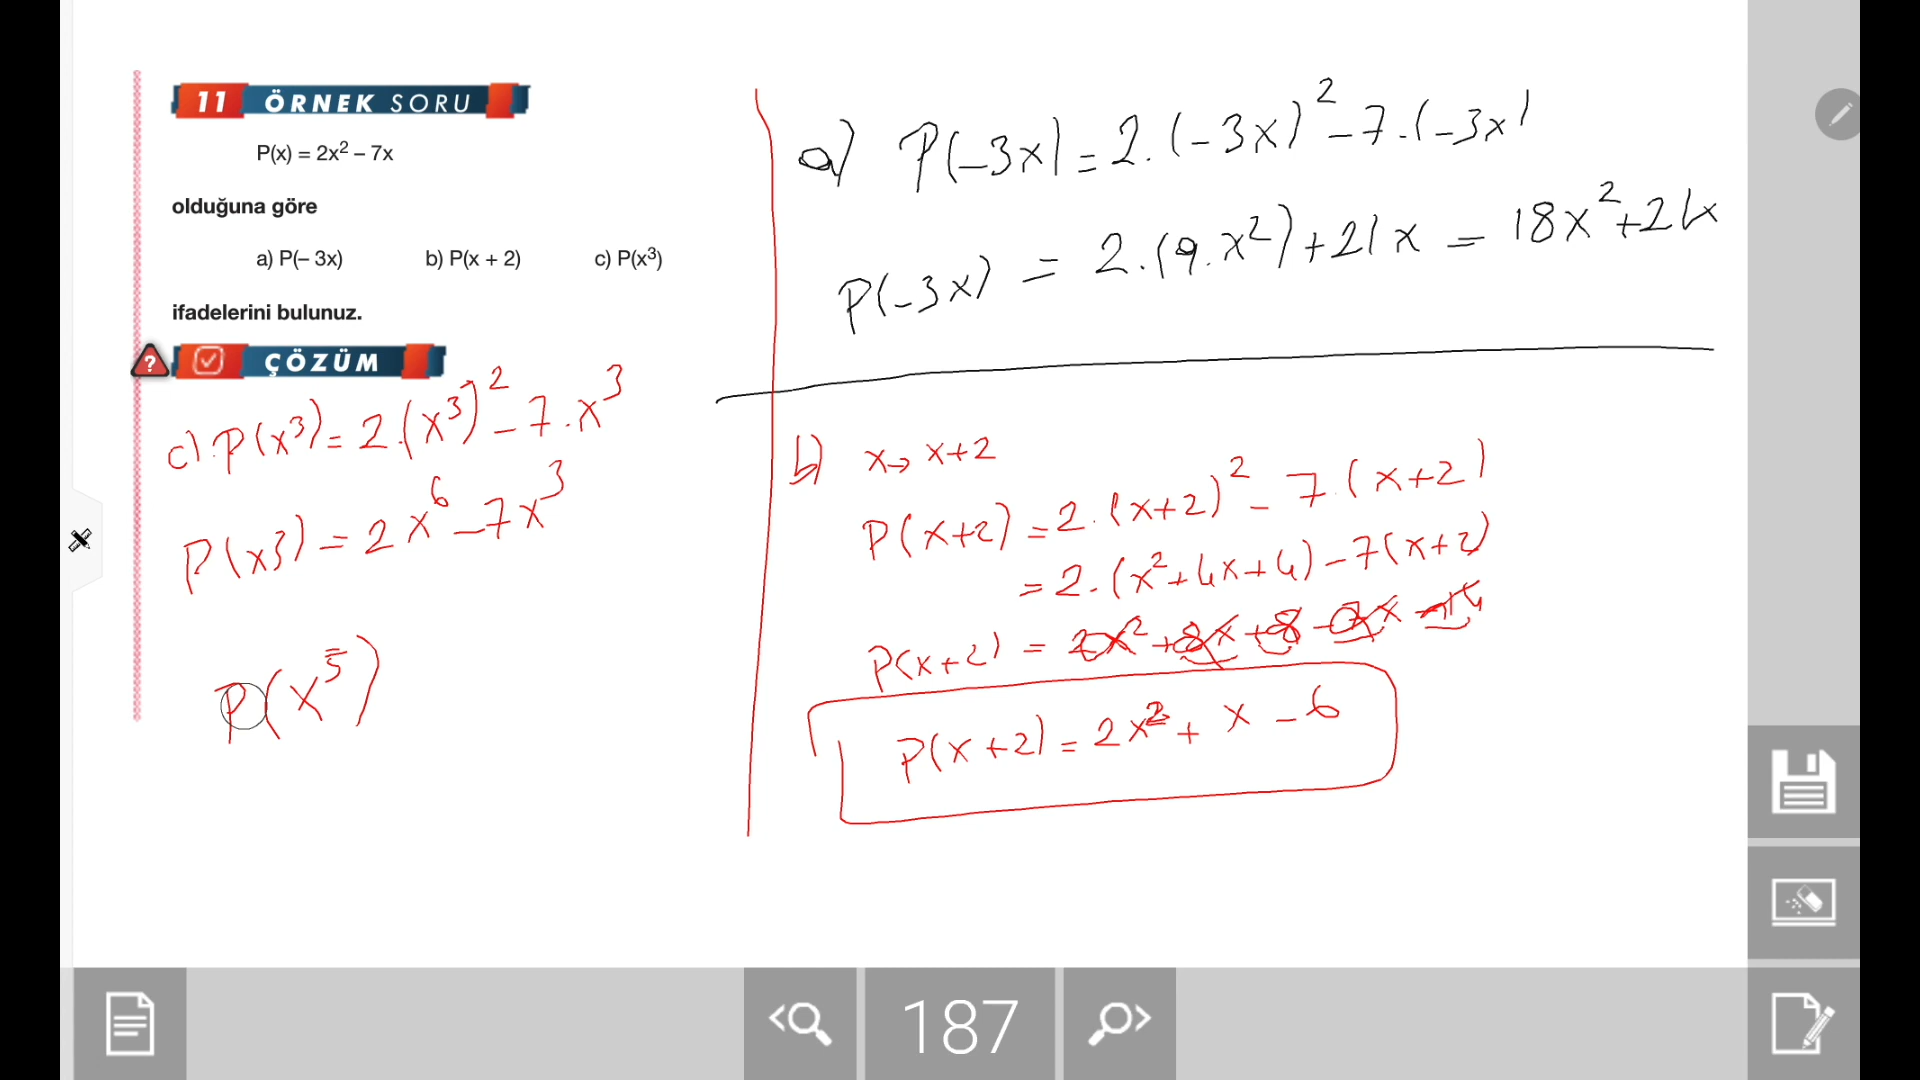 11 ÖRNEK SORU
P(x) = 2x² – 7x
olduğuna göre
a) P(– 3x) b) P(x + 2) c) P(x³)
ifadelerini bulunuz.
? ÇÖZÜM
c) P(x³) = 2.(x³)² – 7.x³
P(x³) = 2x⁶ – 7x³
P(x⁵)
a) P(–3x) = 2.(–3x)² – 7.(–3x)
P(–3x) = 2.(9.x²) + 21x = 18x² + 21x
b) x → x+2
P(x+2) = 2.(x+2)² – 7.(x+2)
= 2.(x²+4x+4) – 7(x+2)
P(x+2) = 2x² + 8x + 8 – 7x – 14
P(x+2) = 2x² + x – 6
187